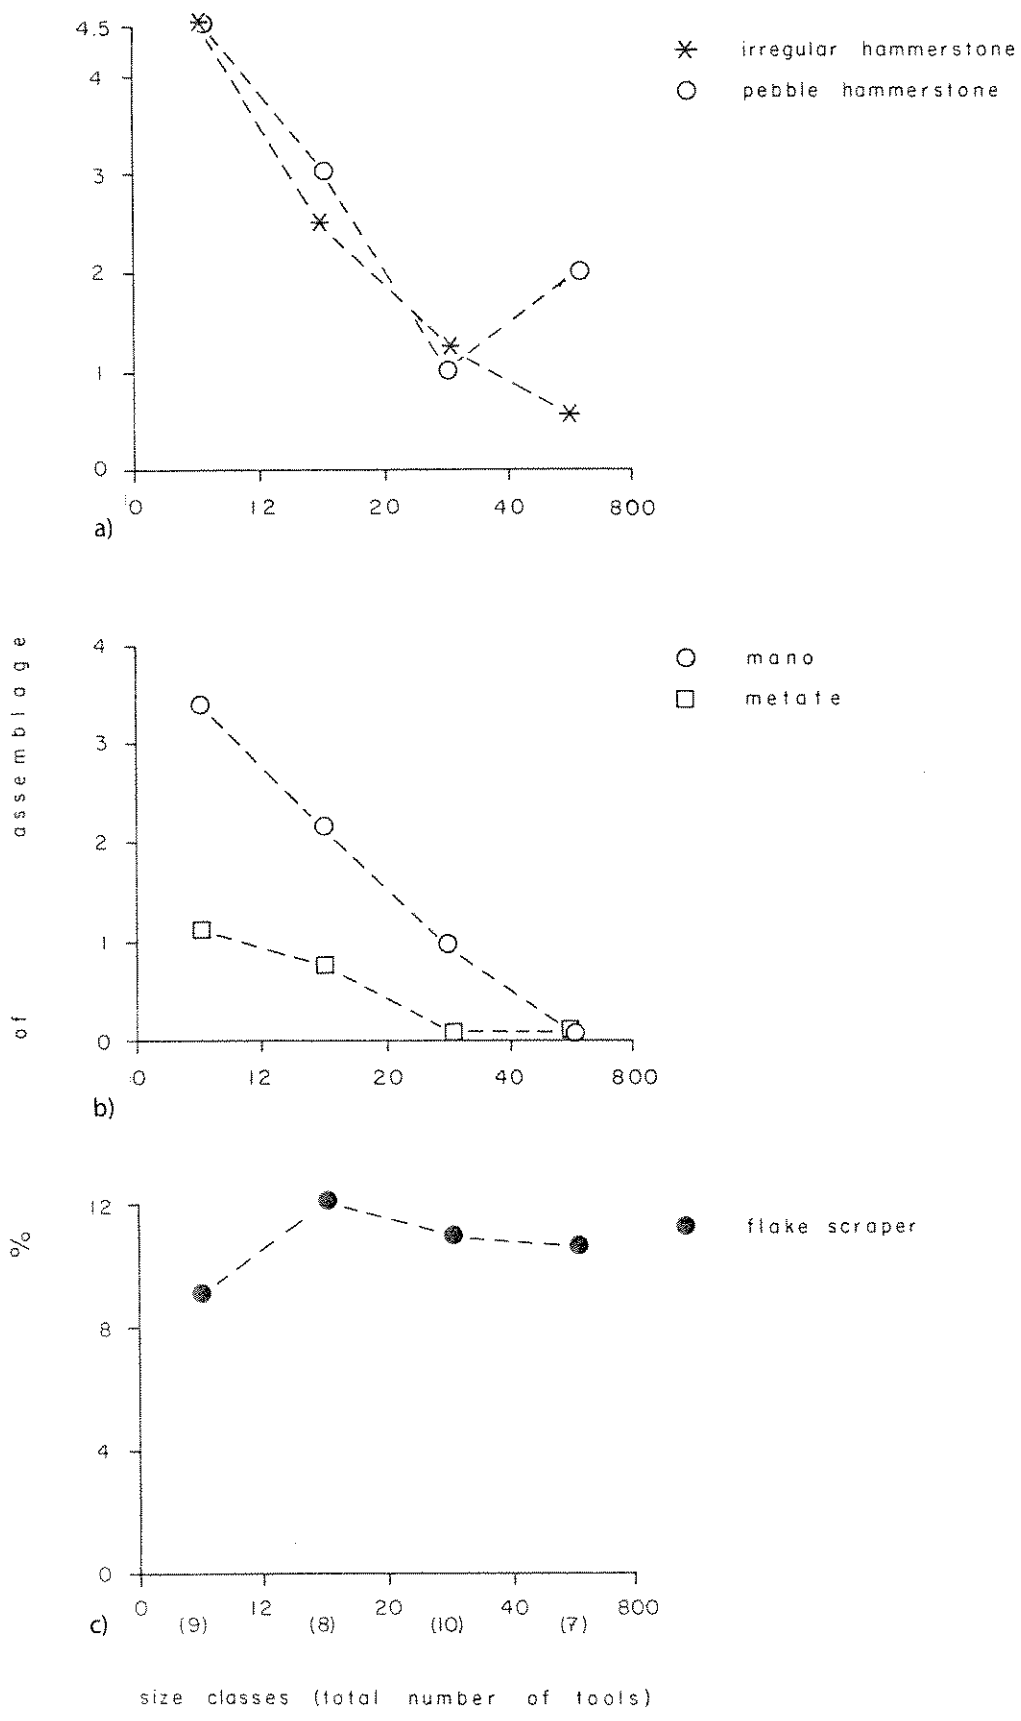 4.5
4
3
2
1
0
0 12 20 40 800
irregular hammerstone
pebble hammerstone
a)
% of assemblage
4
3
2
1
0
0 12 20 40 800
mano
metate
b)
12
8
4
0
flake scraper
0 12 20 40 800
c) (9) (8) (10) (7)
size classes (total number of tools)